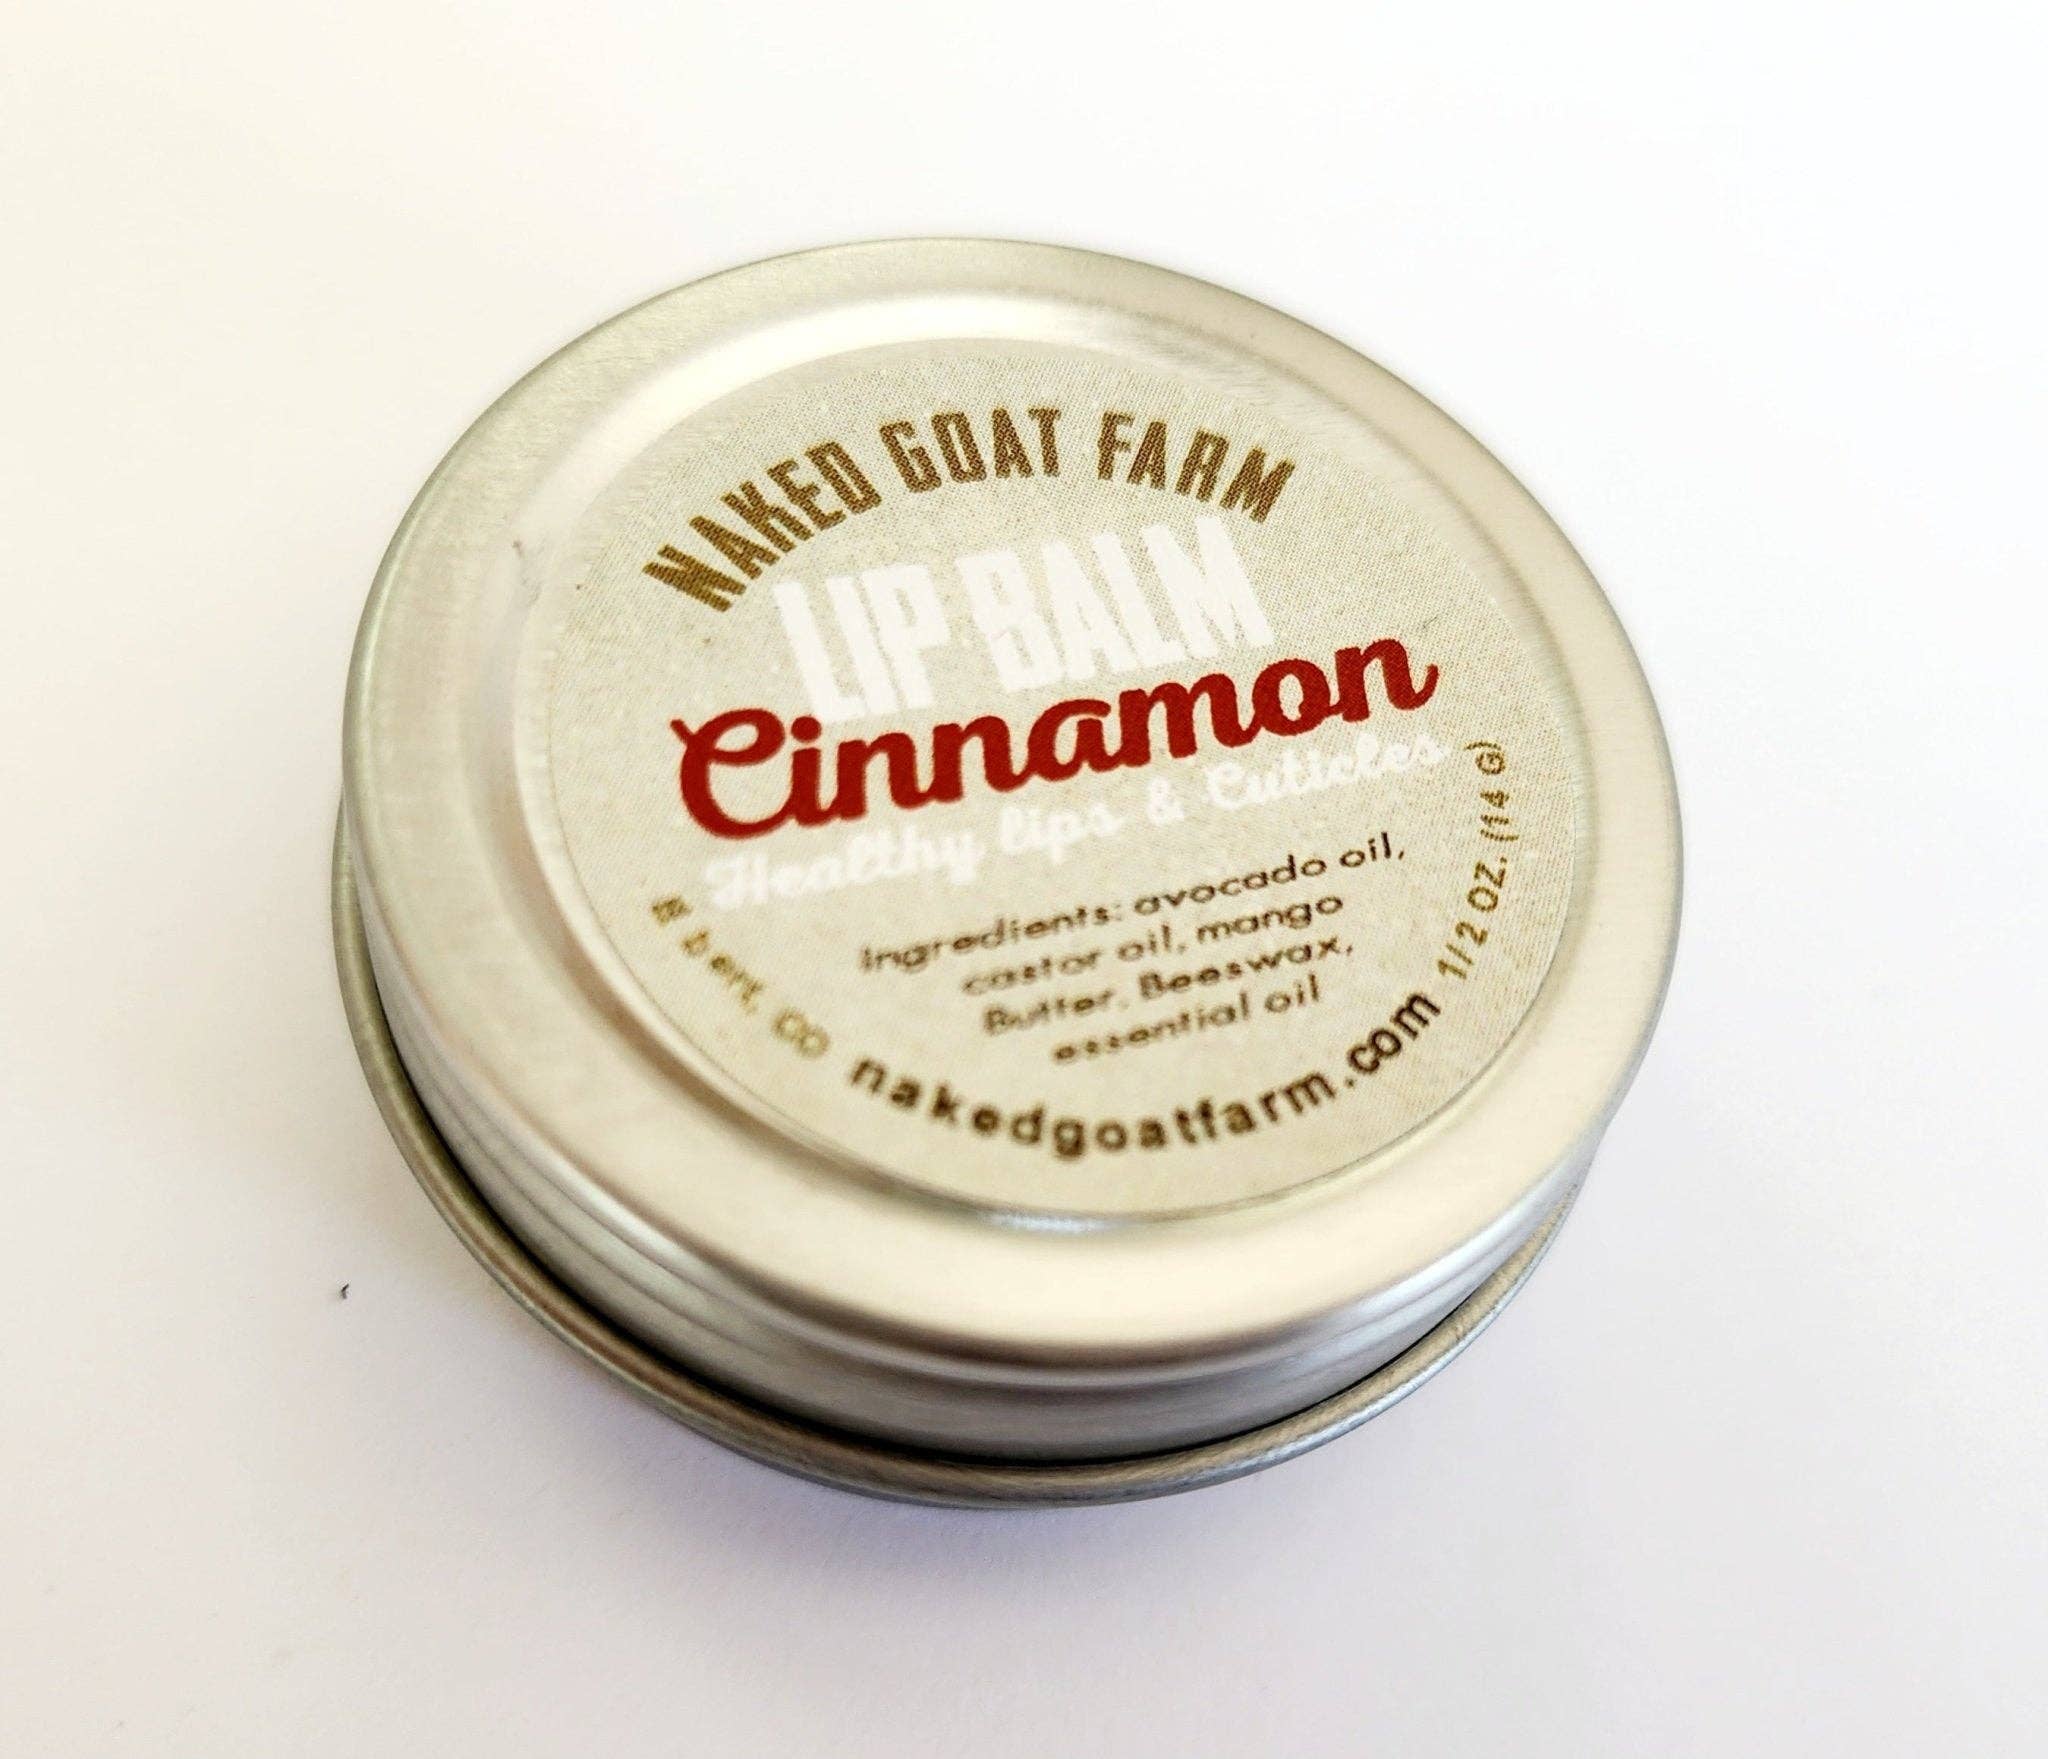 NAKED GOAT FARM
LIP BALM
Cinnamon
Healthy lips & Cuticles
Ingredients: avocado oil,
castor oil, mango
Butter, Beeswax,
essential oil
CO nakedgoatfarm.com 1/2 OZ. (14 G)